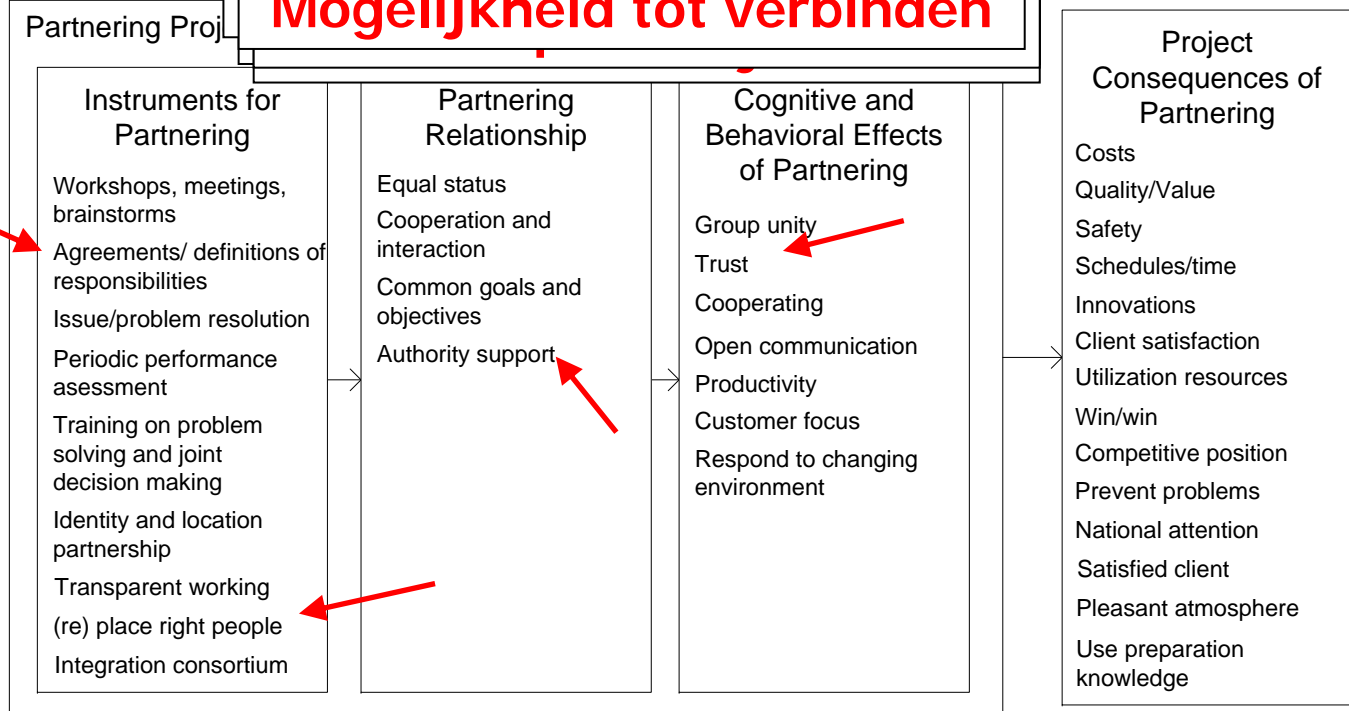 Mogelijkheid tot verbinden
Partnering
Instruments for
Partnering
Workshops, meetings,
brainstorms
Agreements/ definitions of
responsibilities
Issue/problem resolution
Periodic performance
asessment
Training on problem
solving and joint
decision making
Identity and location
partnership
Transparent working
(re) place right people
Integration consortium
Partnering
Relationship
Equal status
Cooperation and
interaction
Common goals and
objectives
Authority support
Cognitive and
Behavioral Effects
of Partnering
Group unity
Trust
Cooperating
Open communication
Productivity
Customer focus
Respond to changing
environment
Project
Consequences of
Partnering
Costs
Quality/Value
Safety
Schedules/time
Innovations
Client satisfaction
Utilization resources
Win/win
Competitive position
Prevent problems
National attention
Satisfied client
Pleasant atmosphere
Use preparation
knowledge